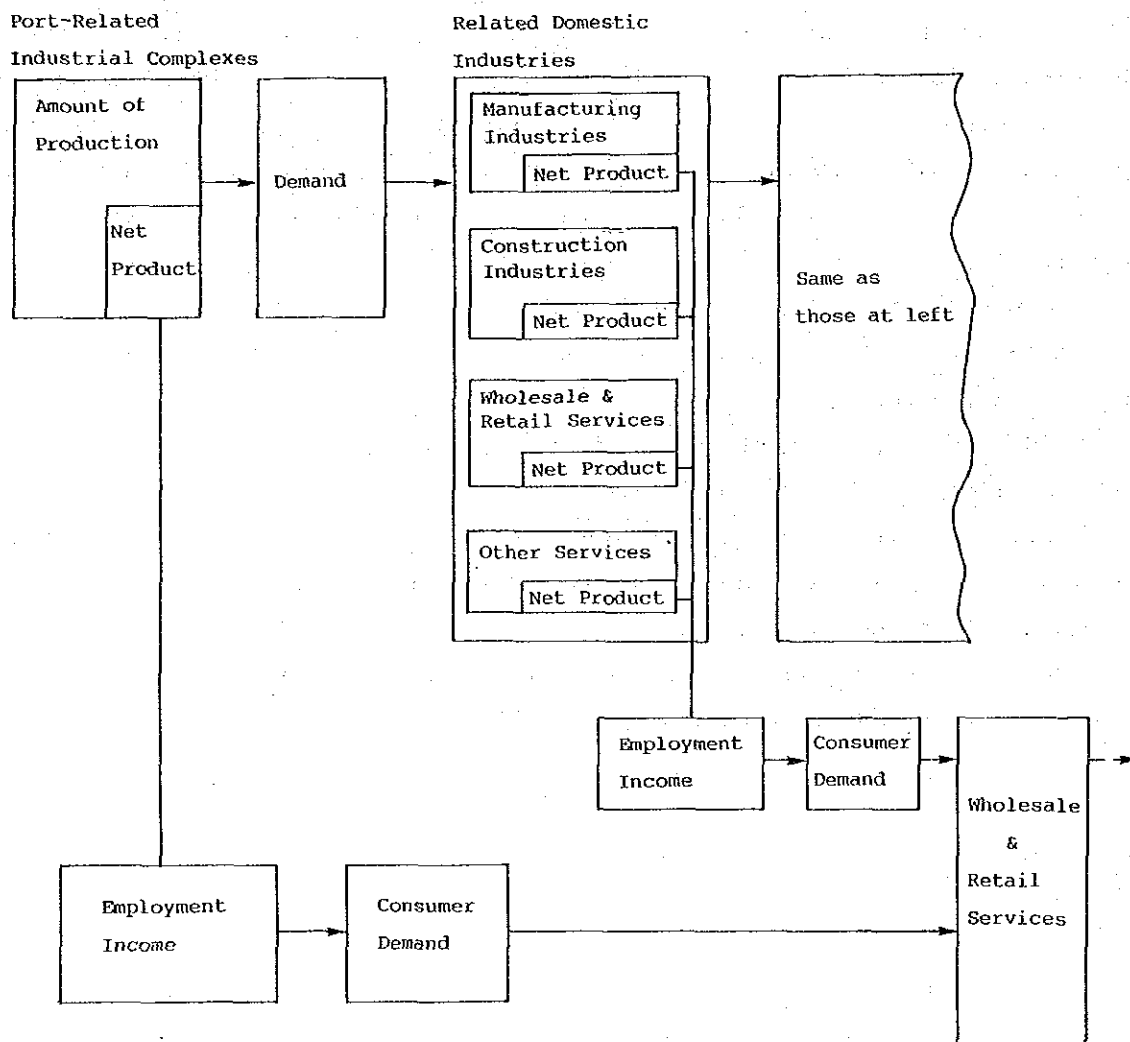 Port-Related
Industrial Complexes
Related Domestic
Industries
Amount of
Production
Net
Product
Demand
Manufacturing
Industries
Net Product
Construction
Industries
Net Product
Wholesale &
Retail Services
Net Product
Other Services
Net Product
Same as
those at left
Employment
Income
Consumer
Demand
Wholesale
&
Retail
Services
Employment
Income
Consumer
Demand